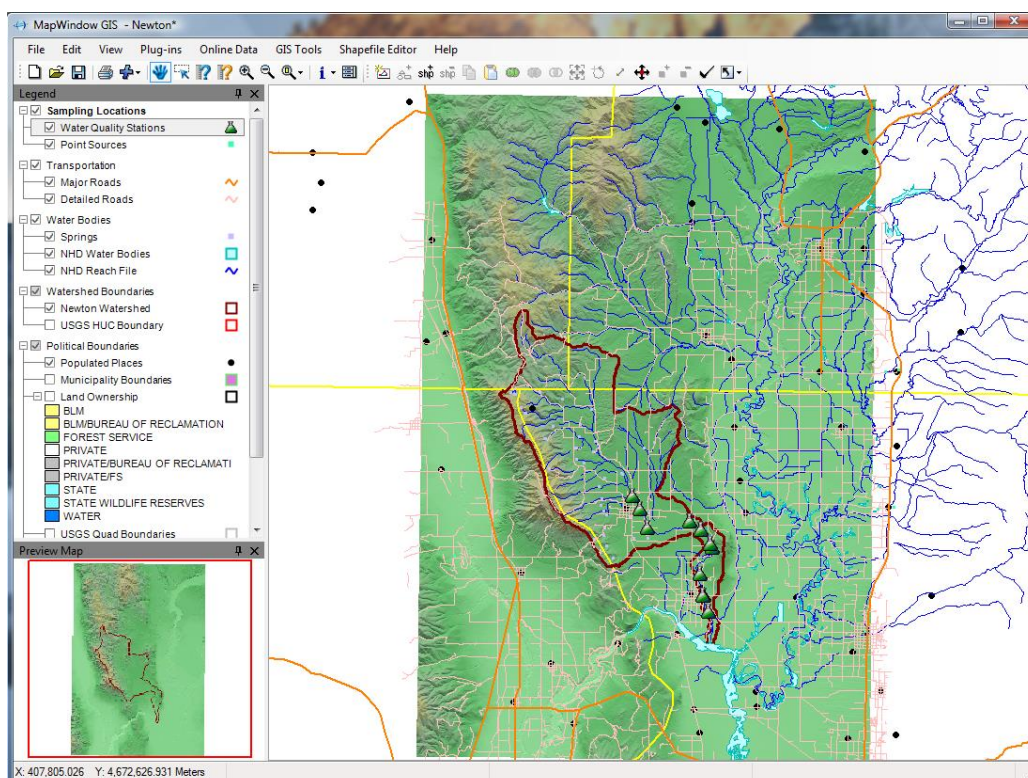 MapWindow GIS - Newton*
File Edit View Plug-ins Online Data GIS Tools Shapefile Editor Help
Legend
Sampling Locations
Water Quality Stations
Point Sources
Transportation
Major Roads
Detailed Roads
Water Bodies
Springs
NHD Water Bodies
NHD Reach File
Watershed Boundaries
Newton Watershed
USGS HUC Boundary
Political Boundaries
Populated Places
Municipality Boundaries
Land Ownership
BLM
BLM/BUREAU OF RECLAMATION
FOREST SERVICE
PRIVATE
PRIVATE/BUREAU OF RECLAMATI
PRIVATE/FS
STATE
STATE WILDLIFE RESERVES
WATER
USGS Quad Boundaries
Preview Map
X: 407,805.026 Y: 4,672,626.931 Meters
shp shp